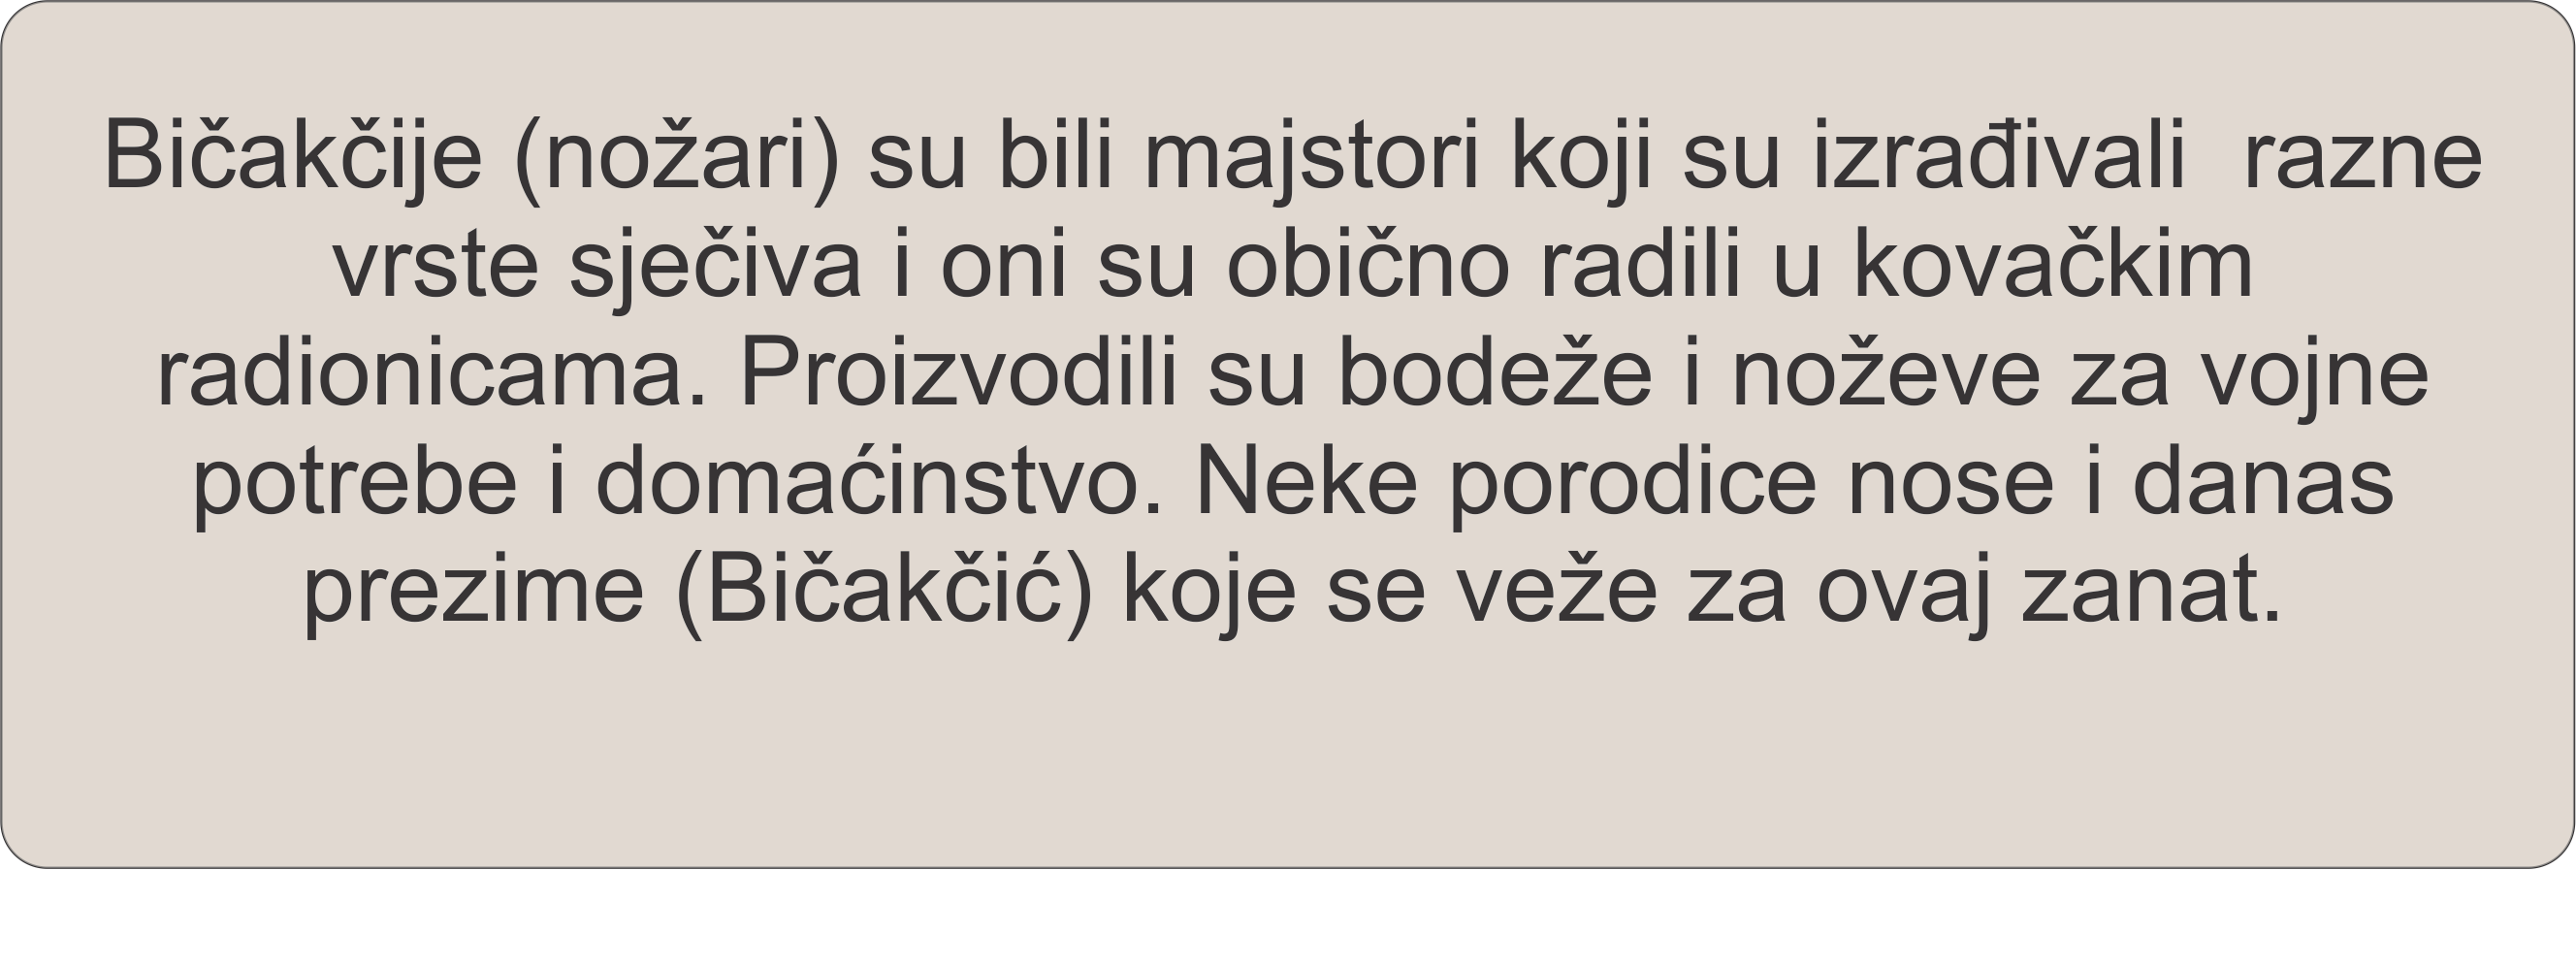 Bičakčije (nožari) su bili majstori koji su izrađivali  razne
vrste sječiva i oni su obično radili u kovačkim
radionicama. Proizvodili su bodeže i noževe za vojne
potrebe i domaćinstvo. Neke porodice nose i danas
prezime (Bičakčić) koje se veže za ovaj zanat.